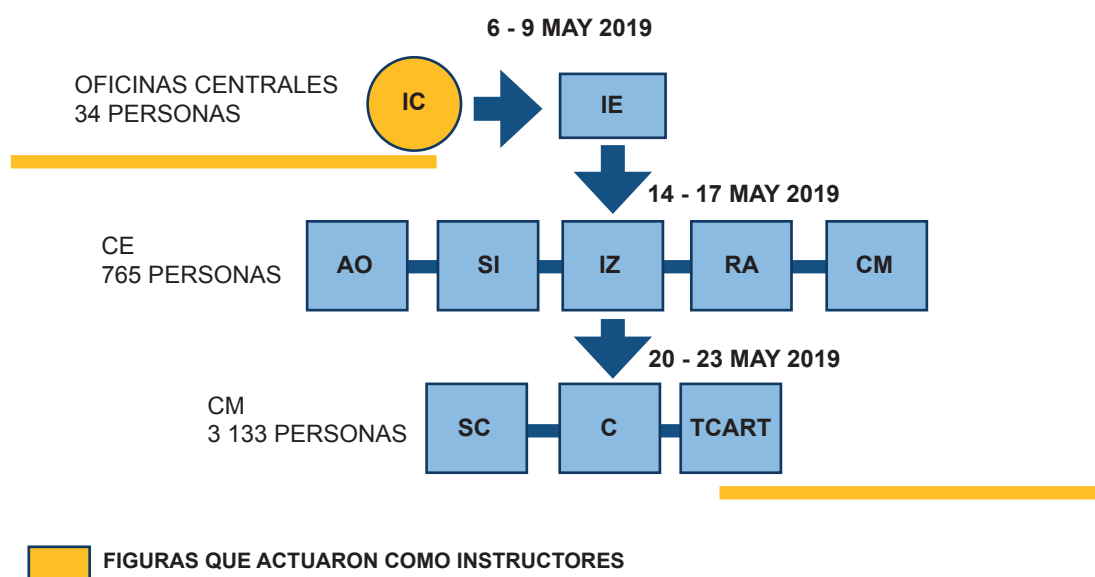 6 - 9 MAY 2019
OFICINAS CENTRALES
34 PERSONAS
IC
IE
14 - 17 MAY 2019
CE
765 PERSONAS
AO
SI
IZ
RA
CM
20 - 23 MAY 2019
CM
3 133 PERSONAS
SC
C
TCART
FIGURAS QUE ACTUARON COMO INSTRUCTORES